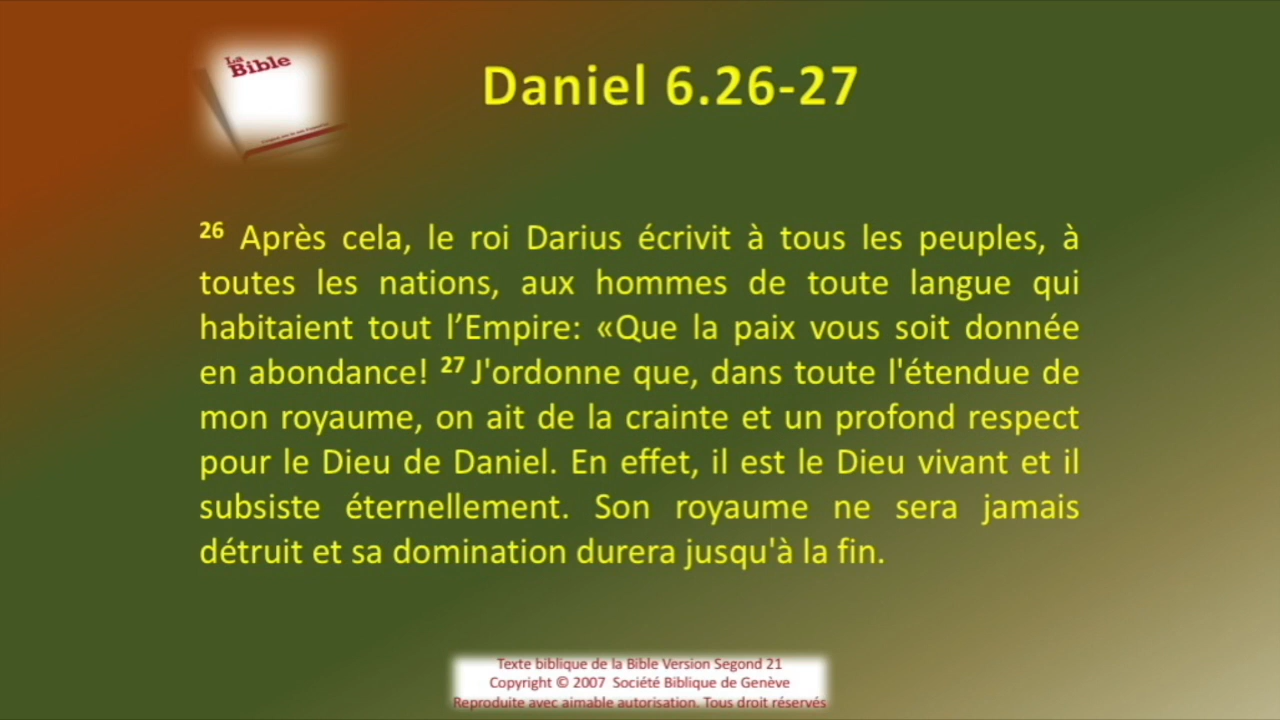 La
Bible
Daniel 6.26-27
26 Après cela, le roi Darius écrivit à tous les peuples, à
toutes les nations, aux hommes de toute langue qui
habitaient tout l’Empire: «Que la paix vous soit donnée
en abondance! 27 J'ordonne que, dans toute l'étendue de
mon royaume, on ait de la crainte et un profond respect
pour le Dieu de Daniel. En effet, il est le Dieu vivant et il
subsiste éternellement. Son royaume ne sera jamais
détruit et sa domination durera jusqu'à la fin.
Texte biblique de la Bible Version Segond 21
Copyright © 2007 Société Biblique de Genève
Reproduite avec aimable autorisation. Tous droit réservés